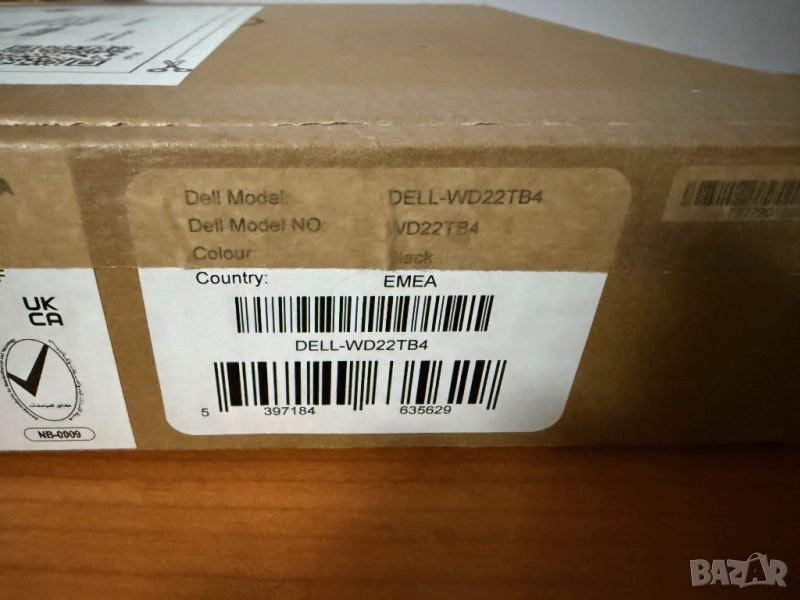 Dell Model: DELL-WD22TB4
Dell Model NO: WD22TB4
Colour: Black
Country: EMEA
DELL-WD22TB4
5 397184 635629
UK
CA
NB-0009
BAZAR